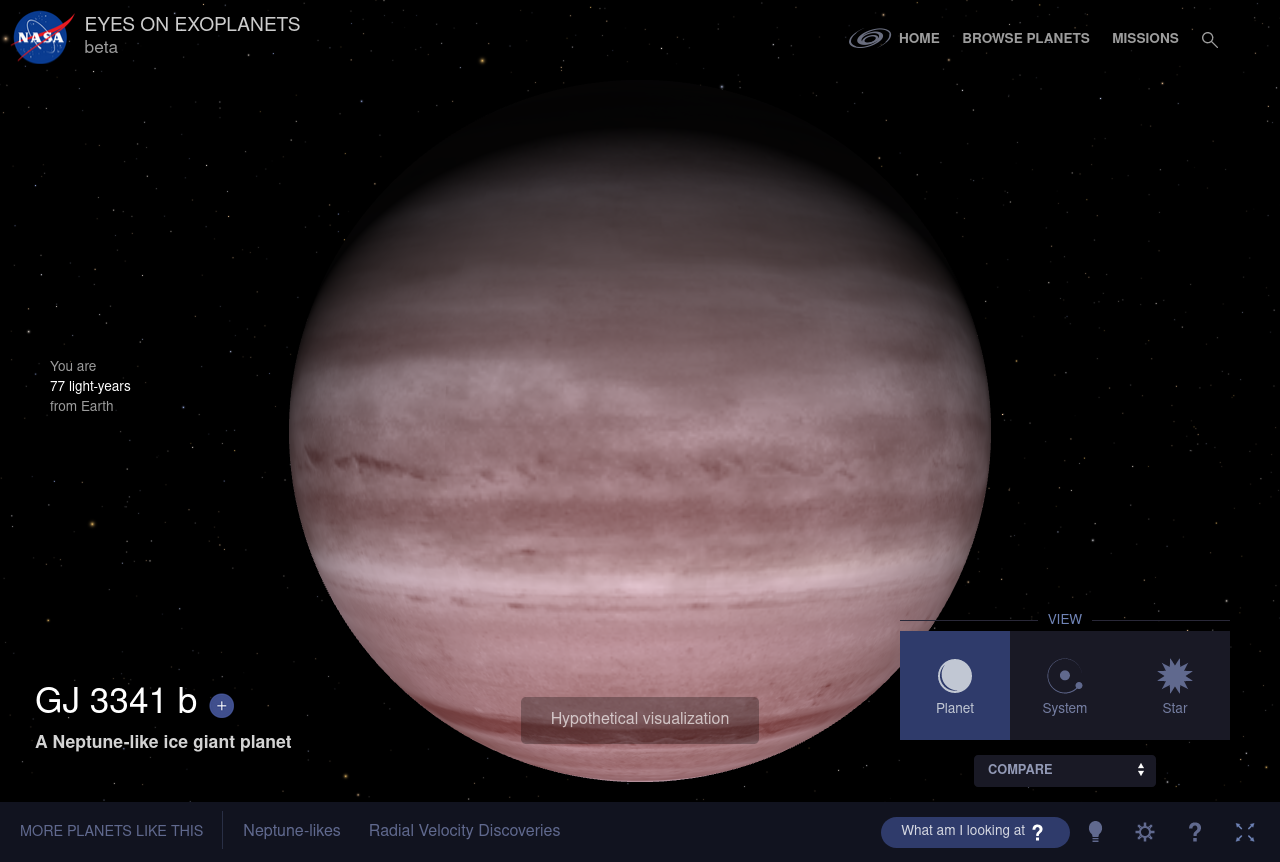 NASA
EYES ON EXOPLANETS
beta
HOME
BROWSE PLANETS
MISSIONS
You are
77 light-years
from Earth
VIEW
Planet
System
Star
GJ 3341 b +
A Neptune-like ice giant planet
Hypothetical visualization
COMPARE
MORE PLANETS LIKE THIS
Neptune-likes
Radial Velocity Discoveries
What am I looking at ?
?